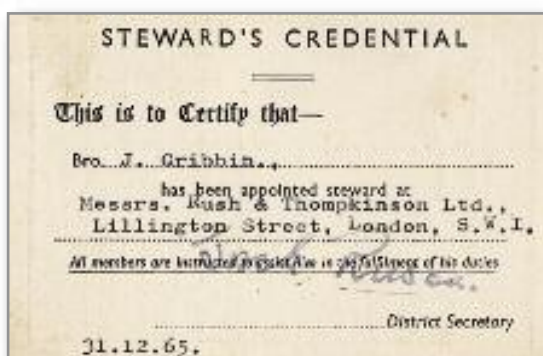 STEWARD'S CREDENTIAL
This is to Certify that—
Bro J. Gribbin.,
has been appointed steward at
Messrs. Rush & Thompkinson Ltd.,
Lillington Street, London, S.W.I.
All members are instructed to assist him in the fulfilment of his duties
District Secretary
31.12.65.